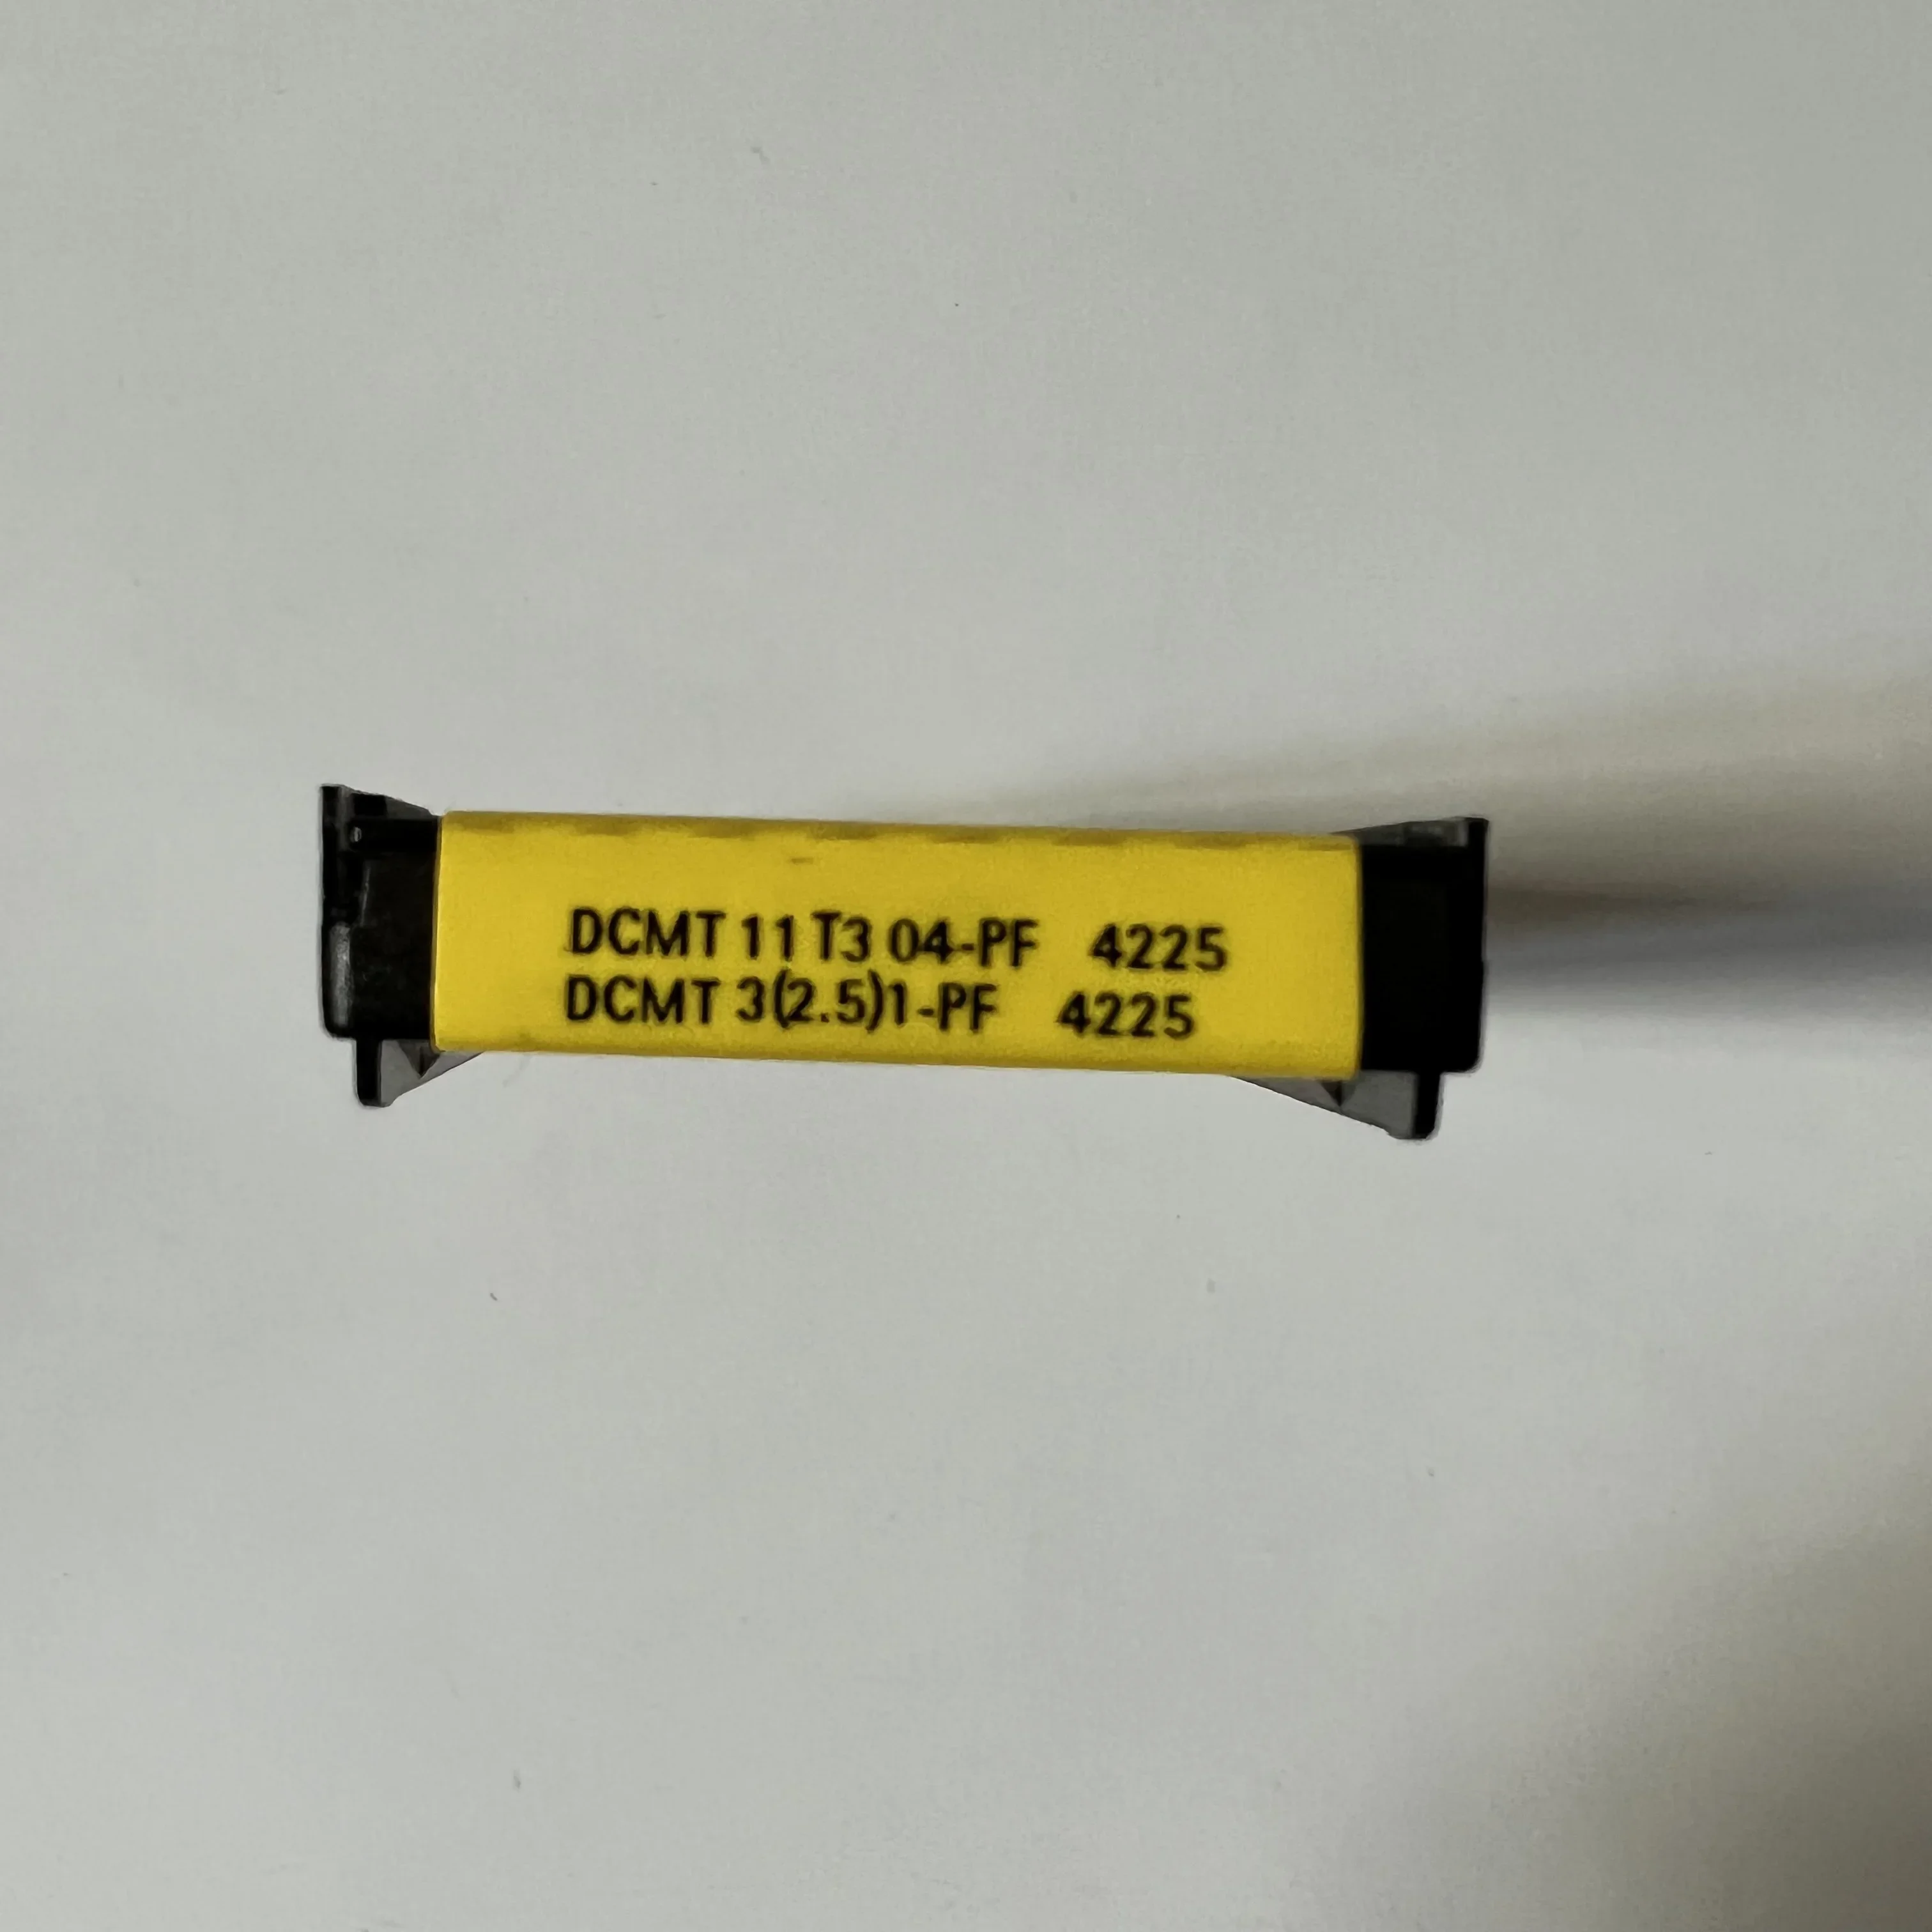 DCMT 11 T3 04-PF 4225
DCMT 3(2.5)1-PF 4225